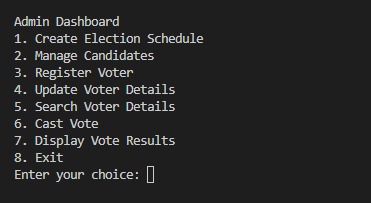 Admin Dashboard
1. Create Election Schedule
2. Manage Candidates
3. Register Voter
4. Update Voter Details
5. Search Voter Details
6. Cast Vote
7. Display Vote Results
8. Exit
Enter your choice: